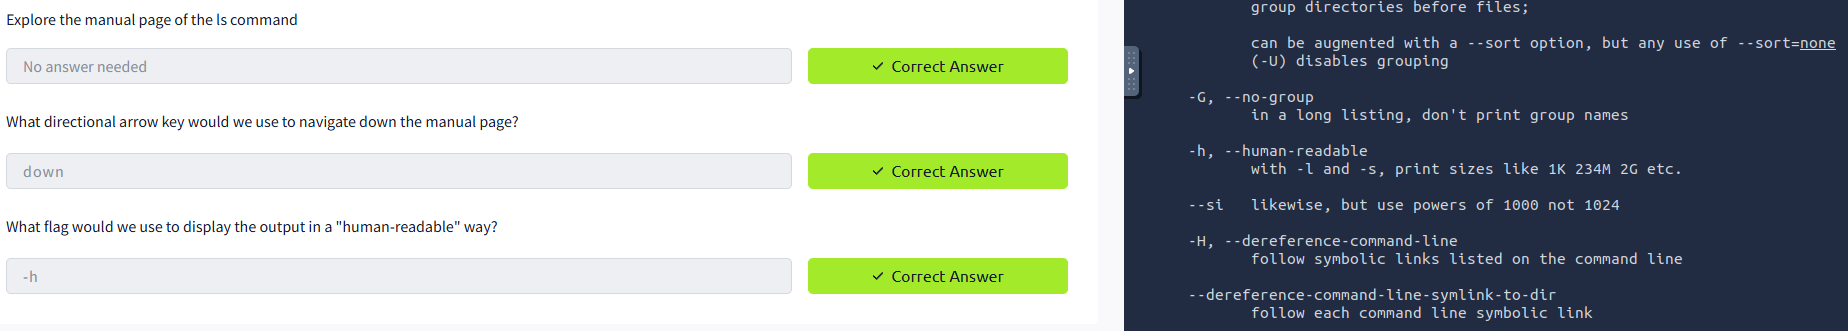 Explore the manual page of the ls command
No answer needed
✓ Correct Answer
What directional arrow key would we use to navigate down the manual page?
down
✓ Correct Answer
What flag would we use to display the output in a "human-readable" way?
-h
✓ Correct Answer
group directories before files;
can be augmented with a --sort option, but any use of --sort=none
(-U) disables grouping
-G, --no-group
in a long listing, don't print group names
-h, --human-readable
with -l and -s, print sizes like 1K 234M 2G etc.
--si   likewise, but use powers of 1000 not 1024
-H, --dereference-command-line
follow symbolic links listed on the command line
--dereference-command-line-symlink-to-dir
follow each command line symbolic link